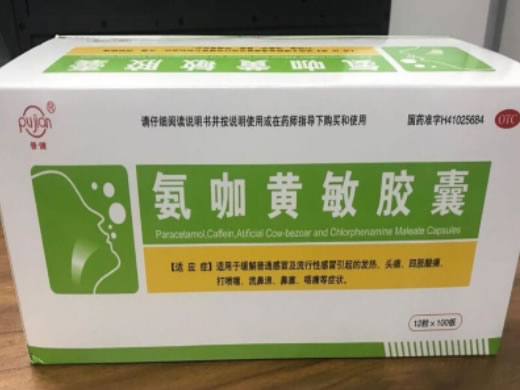 氨咖黄敏胶囊
Pujian
普健
请仔细阅读说明书并按说明使用或在药师指导下购买和使用
国药准字H41025684
OTC
氨咖黄敏胶囊
Paracetamol,Caffein,Atificial Cow-bezoar and Chlorphenamine Maleate Capsules
【适应症】适用于缓解普通感冒及流行性感冒引起的发热、头痛、四肢酸痛、
打喷嚏、流鼻涕、鼻塞、咽痛等症状。
12粒×100板